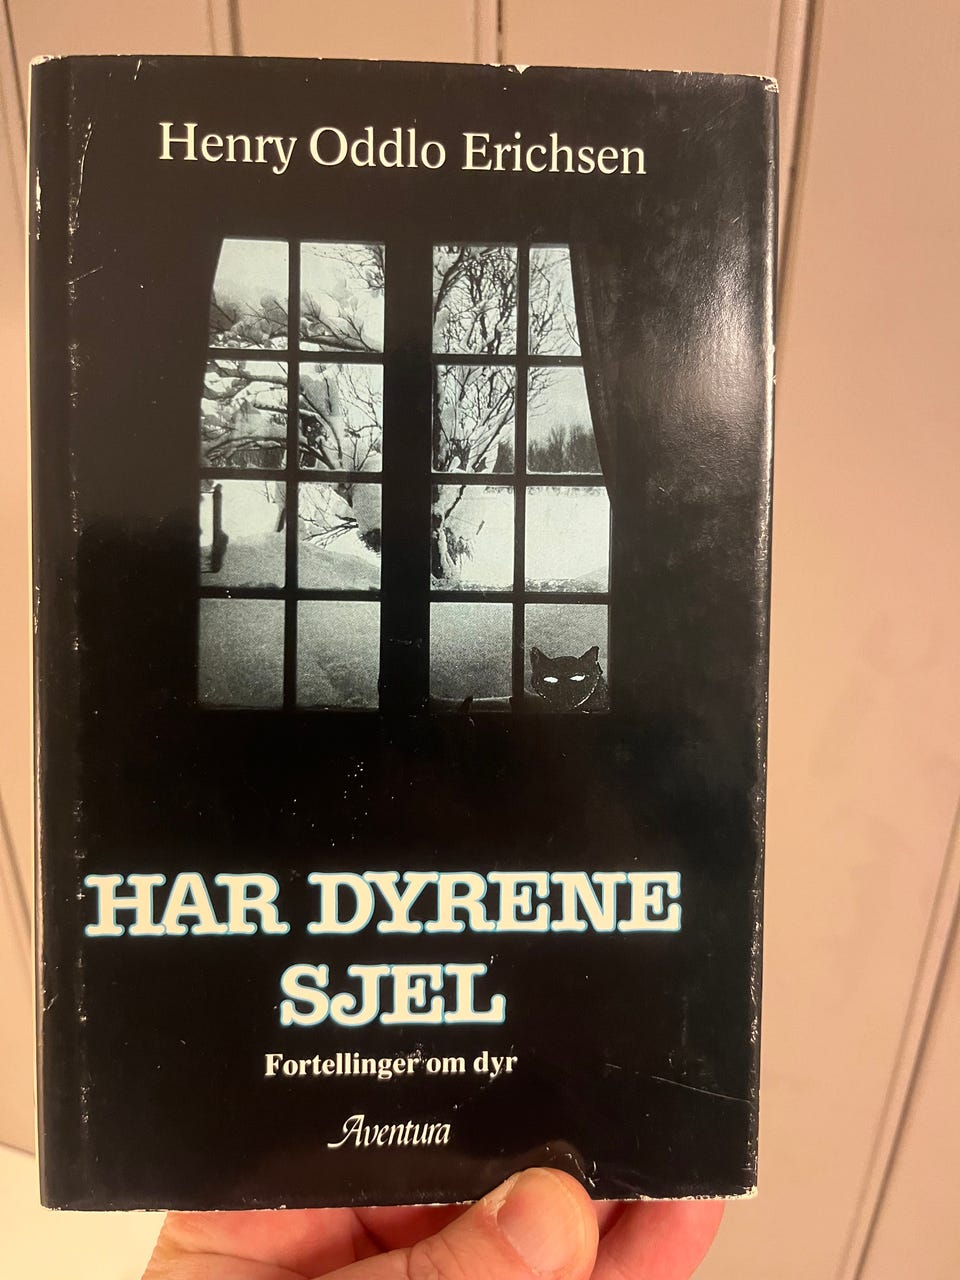 Henry Oddlo Erichsen
HAR DYRENE
SJEL
Fortellinger om dyr
Aventura